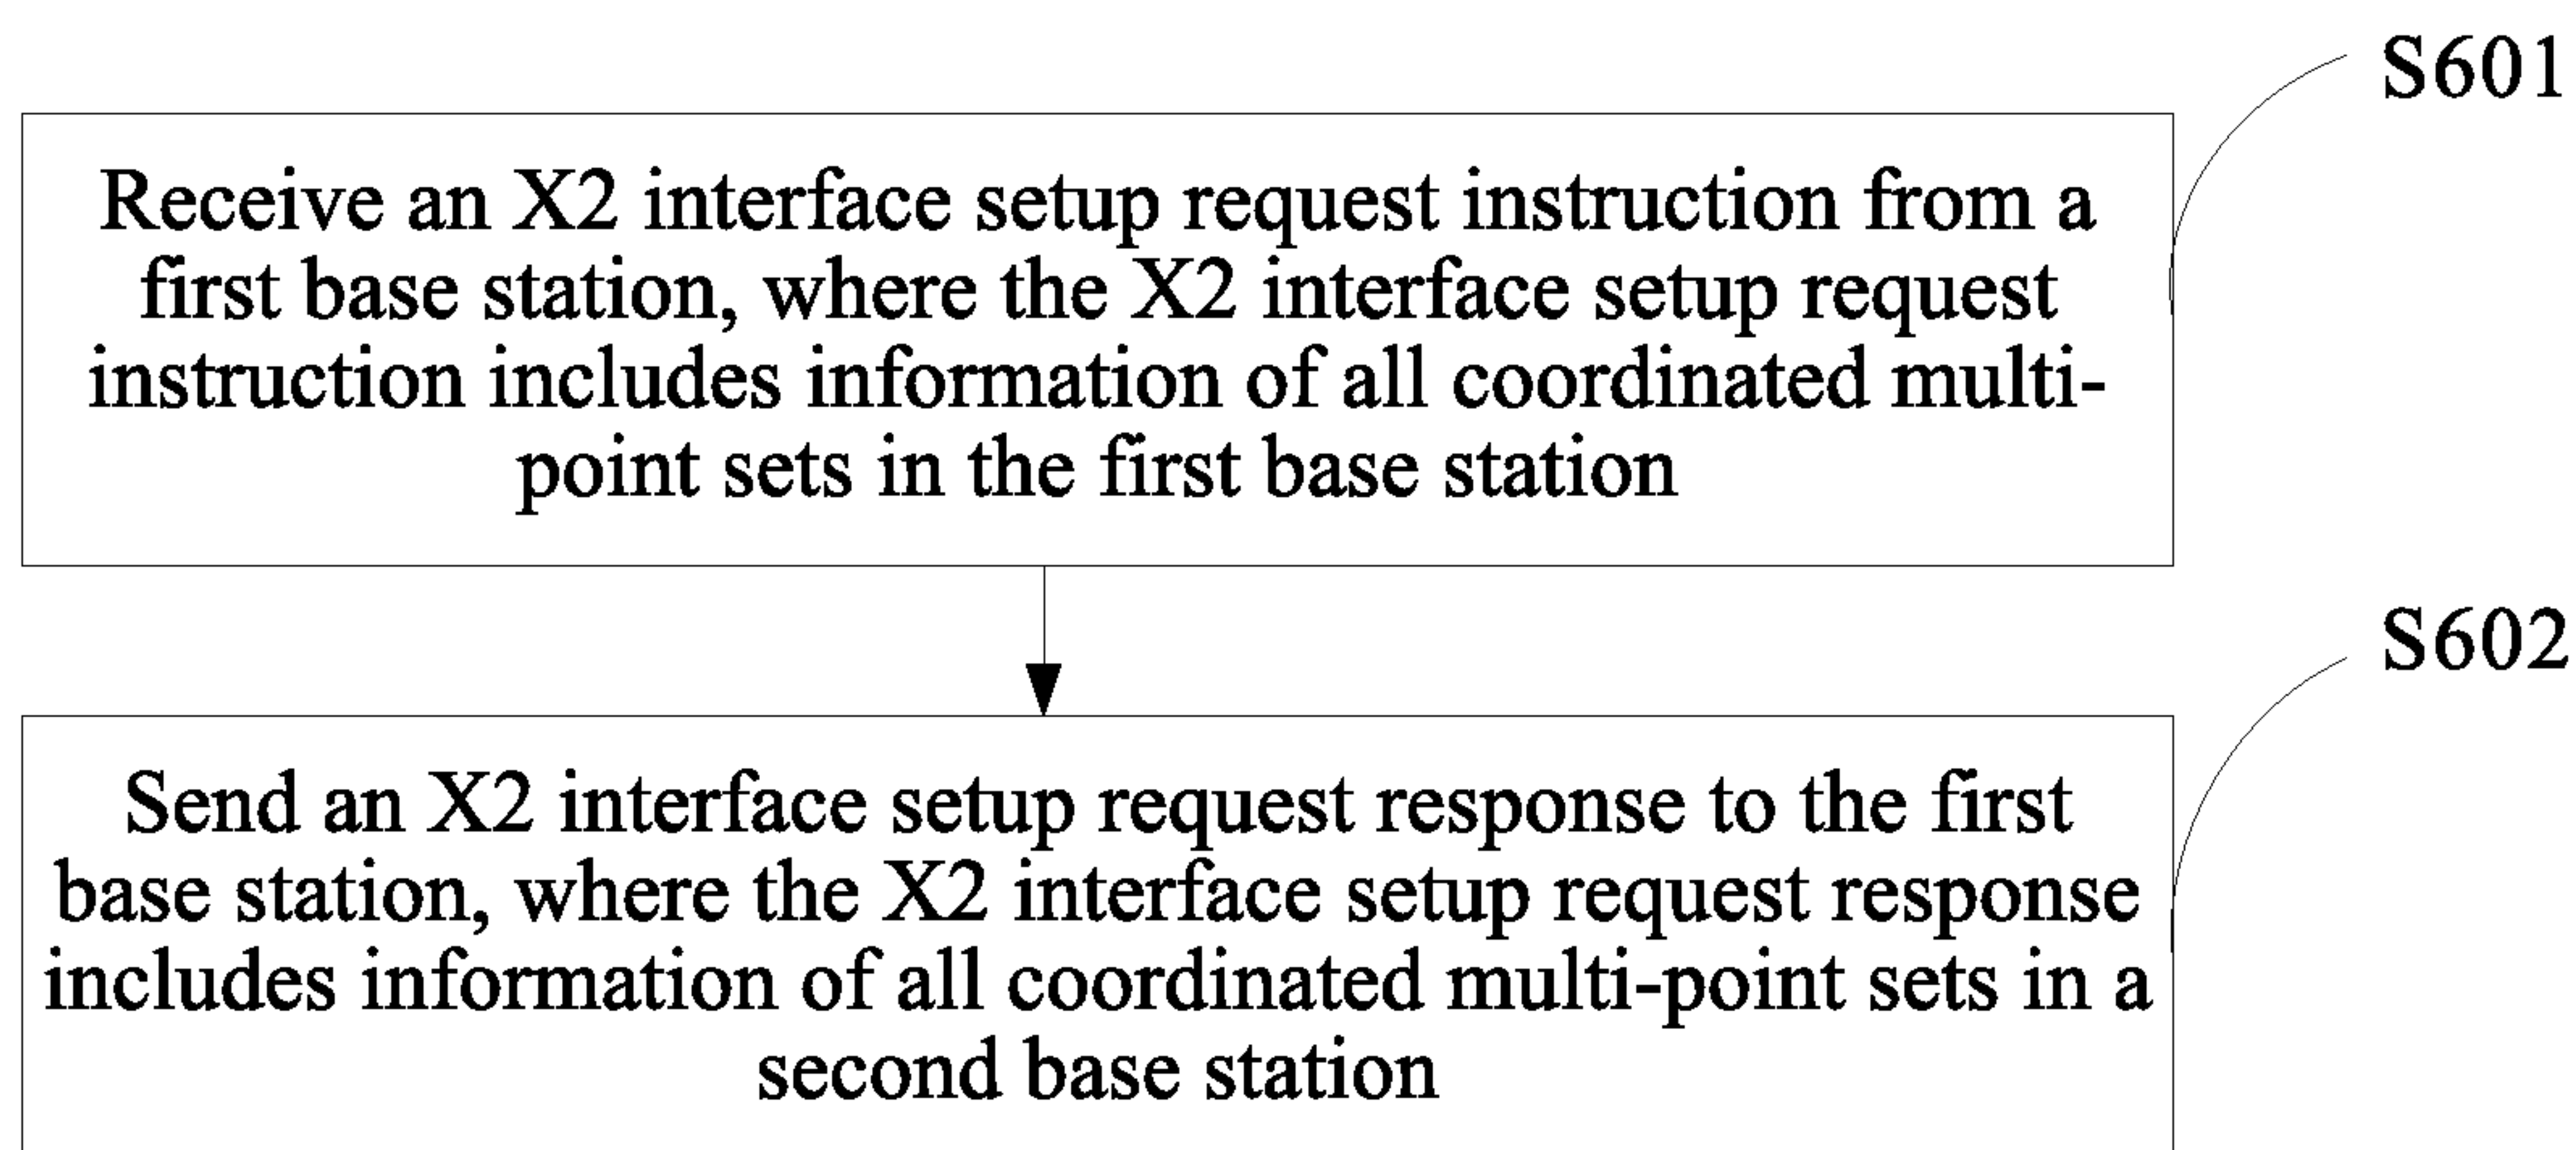 S601
Receive an X2 interface setup request instruction from a
first base station, where the X2 interface setup request
instruction includes information of all coordinated multi-
point sets in the first base station
S602
Send an X2 interface setup request response to the first
base station, where the X2 interface setup request response
includes information of all coordinated multi-point sets in a
second base station